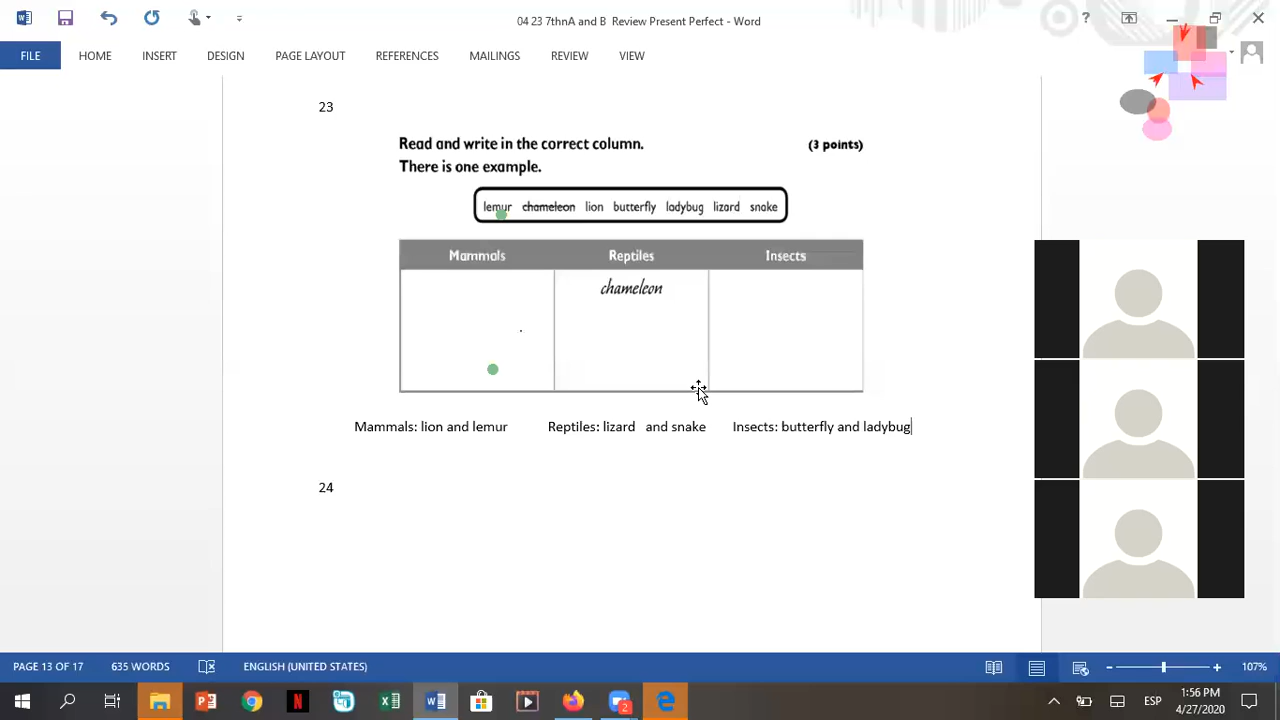 04 23 7thnA and B  Review Present Perfect - Word
?
FILE HOME INSERT DESIGN PAGE LAYOUT REFERENCES MAILINGS REVIEW VIEW
23
Read and write in the correct column. (3 points)
There is one example.
lemur chameleon lion butterfly ladybug lizard snake
Mammals Reptiles Insects
chameleon
Mammals: lion and lemur Reptiles: lizard and snake Insects: butterfly and ladybug
24
PAGE 13 OF 17 635 WORDS ENGLISH (UNITED STATES) 107%
2 ESP 1:56 PM
4/27/2020